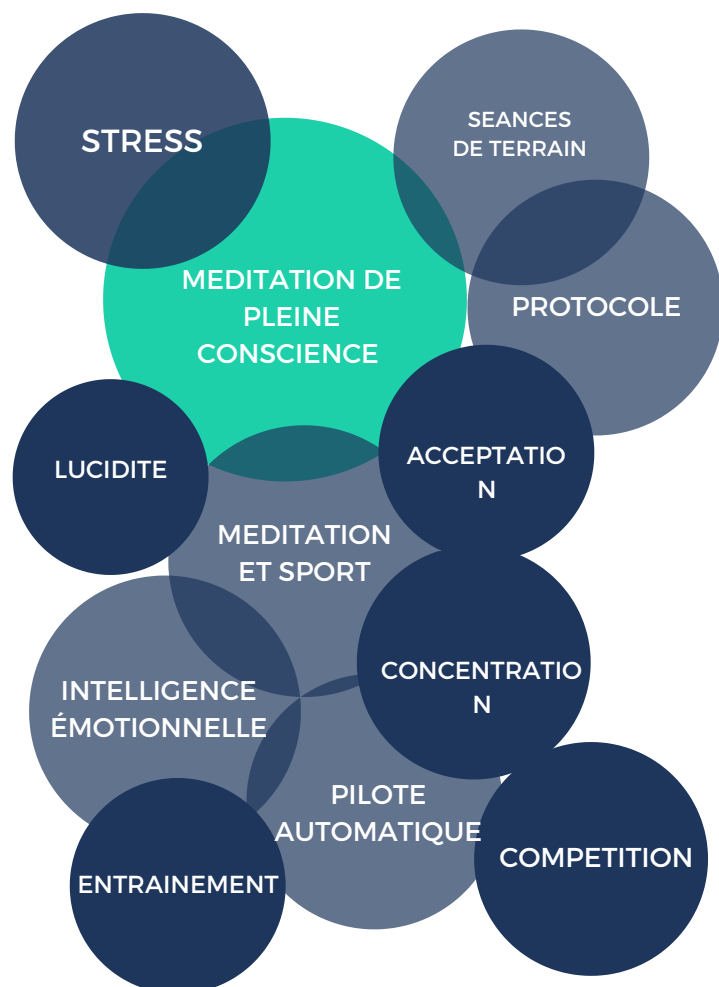 STRESS
SEANCES
DE TERRAIN
MEDITATION DE
PLEINE
CONSCIENCE
PROTOCOLE
LUCIDITE
ACCEPTATIO
N
MEDITATION
ET SPORT
CONCENTRATIO
N
INTELLIGENCE
ÉMOTIONNELLE
PILOTE
AUTOMATIQUE
ENTRAINEMENT
COMPETITION